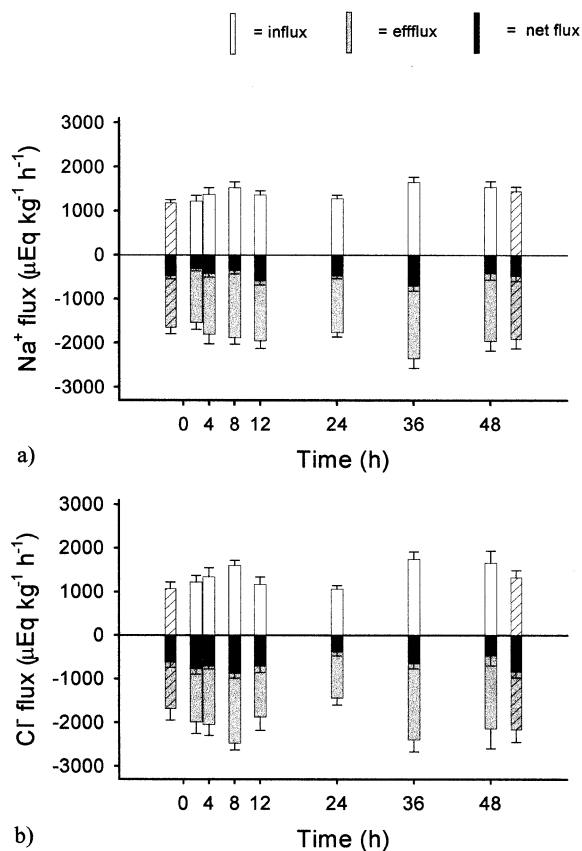 = influx = effflux = net flux
3000
2000
1000
0
-1000
-2000
-3000
Na⁺ flux (µEq kg⁻¹ h⁻¹)
0 4 8 12 24 36 48
a) Time (h)
3000
2000
1000
0
-1000
-2000
-3000
Cl⁻ flux (µEq kg⁻¹ h⁻¹)
0 4 8 12 24 36 48
b) Time (h)